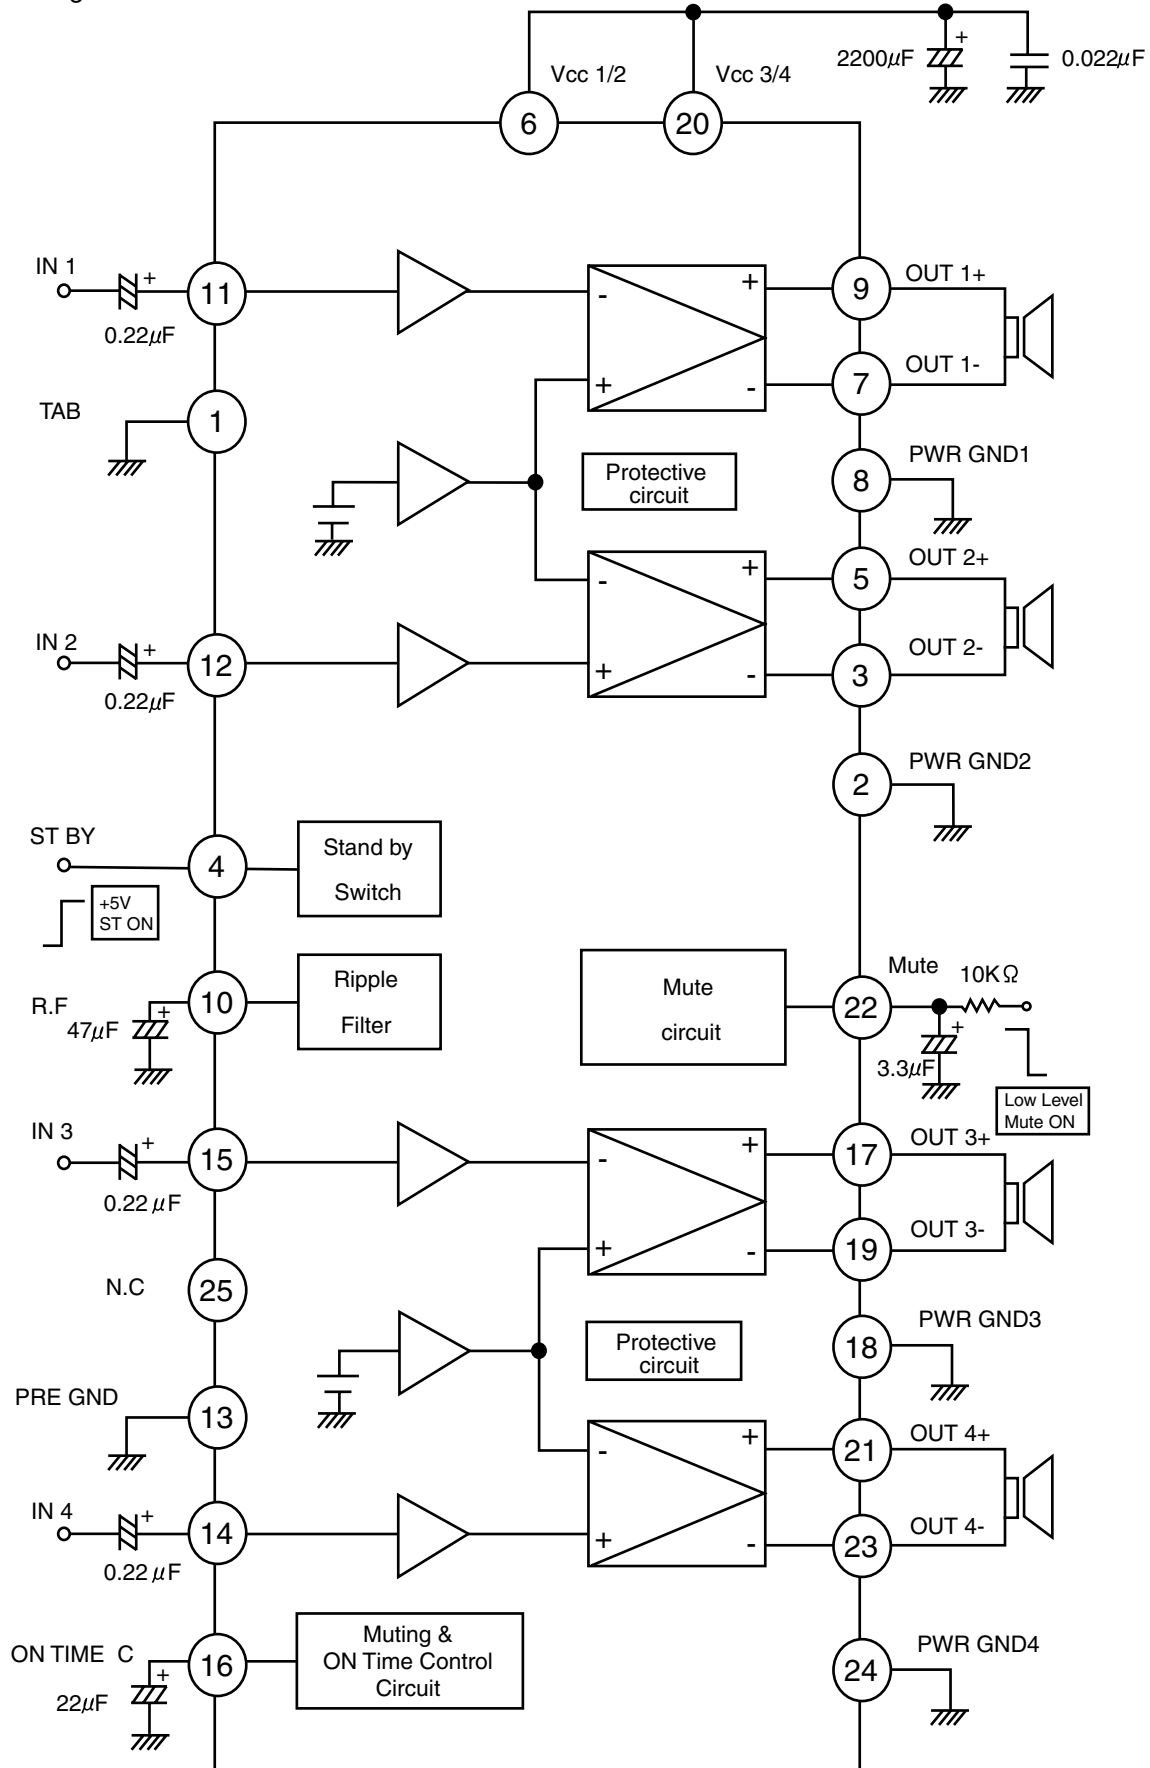 Vcc 1/2
Vcc 3/4
2200µF
+
0.022µF
6
20
IN 1
+
0.22µF
11
-
+
+
-
9
OUT 1+
7
OUT 1-
TAB
1
Protective
circuit
8
PWR GND1
IN 2
+
0.22µF
12
-
+
+
-
5
OUT 2+
3
OUT 2-
2
PWR GND2
ST BY
4
+5V
ST ON
Stand by
Switch
R.F
47µF
+
10
Ripple
Filter
Mute
circuit
22
Mute
10KΩ
+
3.3µF
Low Level
Mute ON
IN 3
+
0.22 µF
15
-
+
+
-
17
OUT 3+
19
OUT 3-
N.C
25
Protective
circuit
18
PWR GND3
PRE GND
13
IN 4
+
0.22 µF
14
-
+
+
-
21
OUT 4+
23
OUT 4-
ON TIME C
+
22µF
16
Muting &
ON Time Control
Circuit
24
PWR GND4